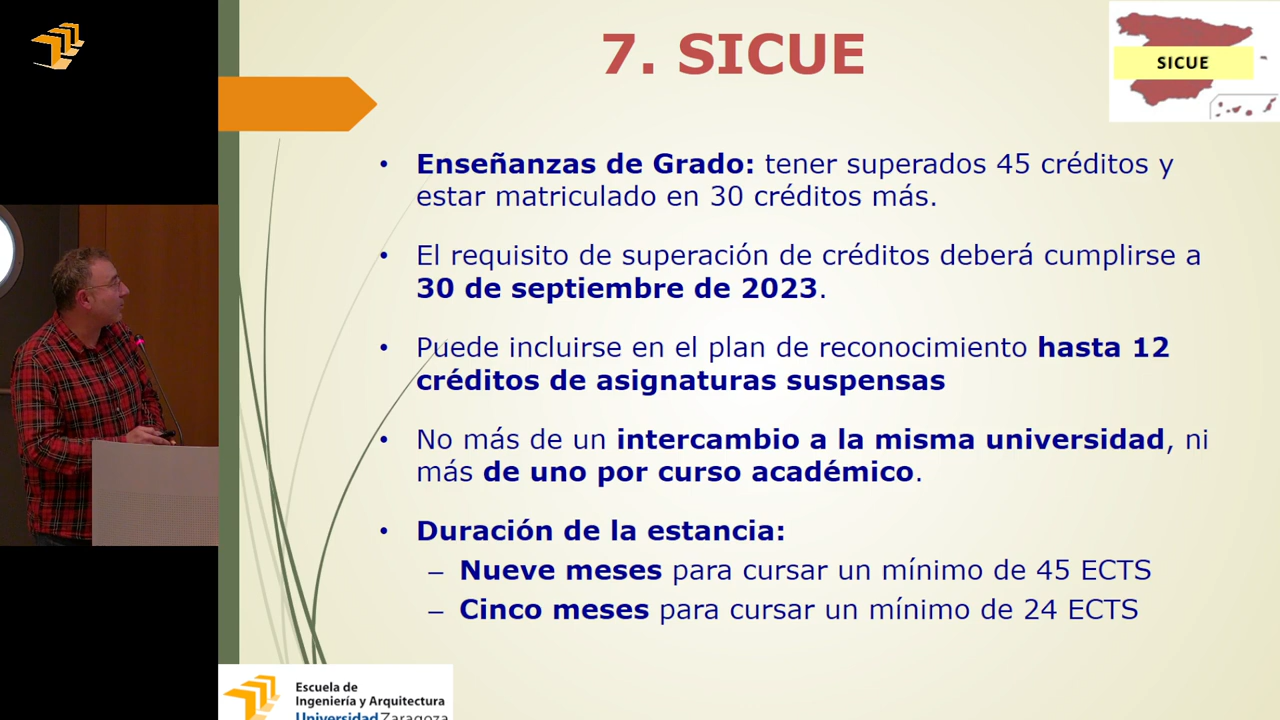 7. SICUE
SICUE
• Enseñanzas de Grado: tener superados 45 créditos y
estar matriculado en 30 créditos más.
• El requisito de superación de créditos deberá cumplirse a
30 de septiembre de 2023.
• Puede incluirse en el plan de reconocimiento hasta 12
créditos de asignaturas suspensas
• No más de un intercambio a la misma universidad, ni
más de uno por curso académico.
• Duración de la estancia:
– Nueve meses para cursar un mínimo de 45 ECTS
– Cinco meses para cursar un mínimo de 24 ECTS
Escuela de
Ingeniería y Arquitectura
Universidad Zaragoza